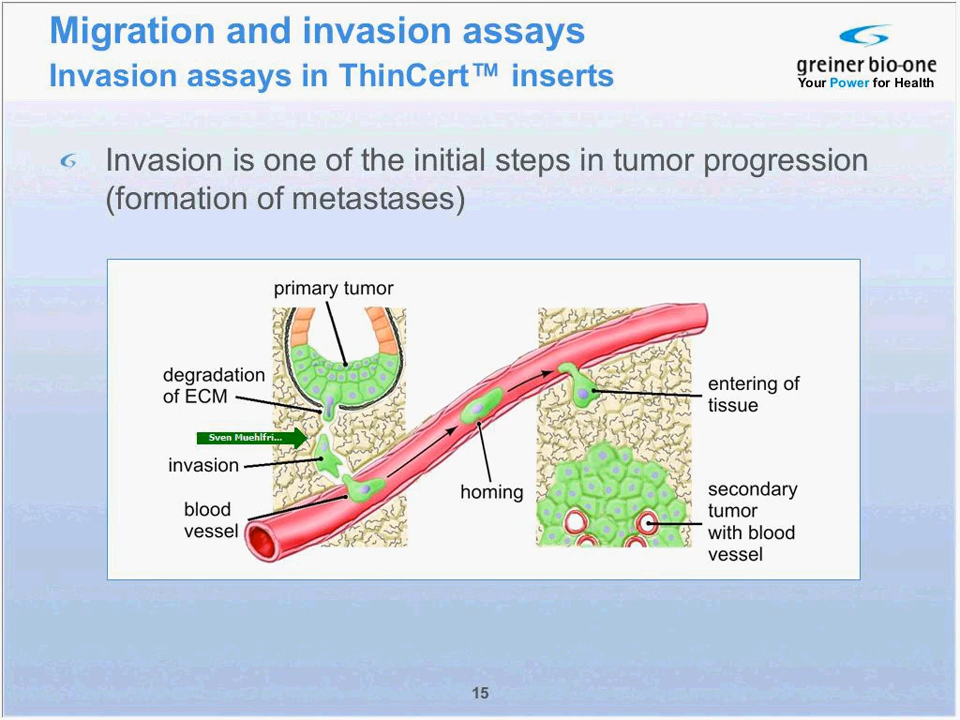 Migration and invasion assays
Invasion assays in ThinCert™ inserts
greiner bio-one
Your Power for Health
Invasion is one of the initial steps in tumor progression
(formation of metastases)
primary tumor
degradation
of ECM
Sven Muehlfri...
invasion
blood
vessel
homing
entering of
tissue
secondary
tumor
with blood
vessel
15